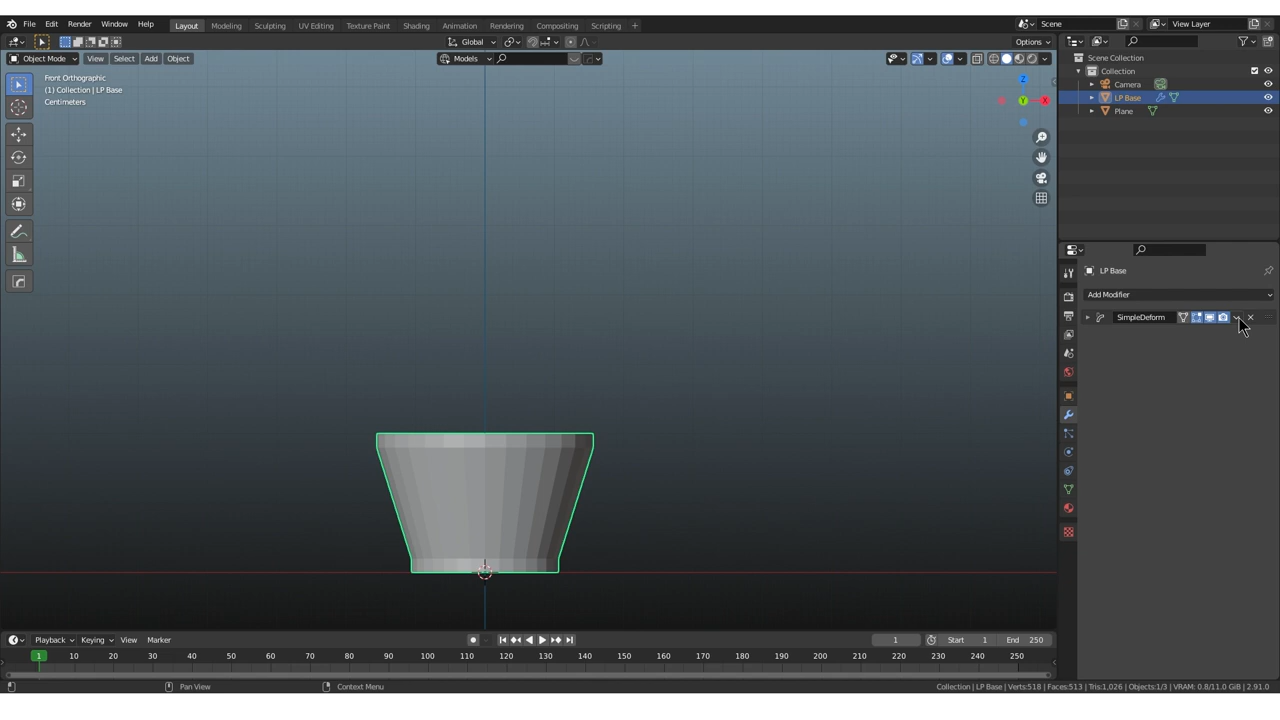 File Edit Render Window Help Layout Modeling Sculpting UV Editing Texture Paint Shading Animation Rendering Compositing Scripting + Scene View Layer
Global Options
Object Mode View Select Add Object Models
Front Orthographic
(1) Collection | LP Base
Centimeters
Z
Y
X
Scene Collection
Collection
Camera
LP Base
Plane
LP Base
Add Modifier
SimpleDeform
Playback Keying View Marker 1 Start 1 End 250
1 10 20 30 40 50 60 70 80 90 100 110 120 130 140 150 160 170 180 190 200 210 220 230 240 250
Pan View Context Menu Collection | LP Base | Verts:518 | Faces:513 | Tris:1,026 | Objects:1/3 | VRAM: 0.8/11.0 GiB | 2.91.0